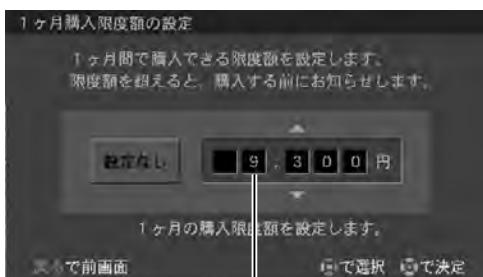 1ヶ月購入限度額の設定
1ヶ月間で購入できる限度額を設定します。
限度額を超えると、購入する前にお知らせします。
設定なし 9,300円
1ヶ月の購入限度額を設定します。
で前画面 で選択 で決定